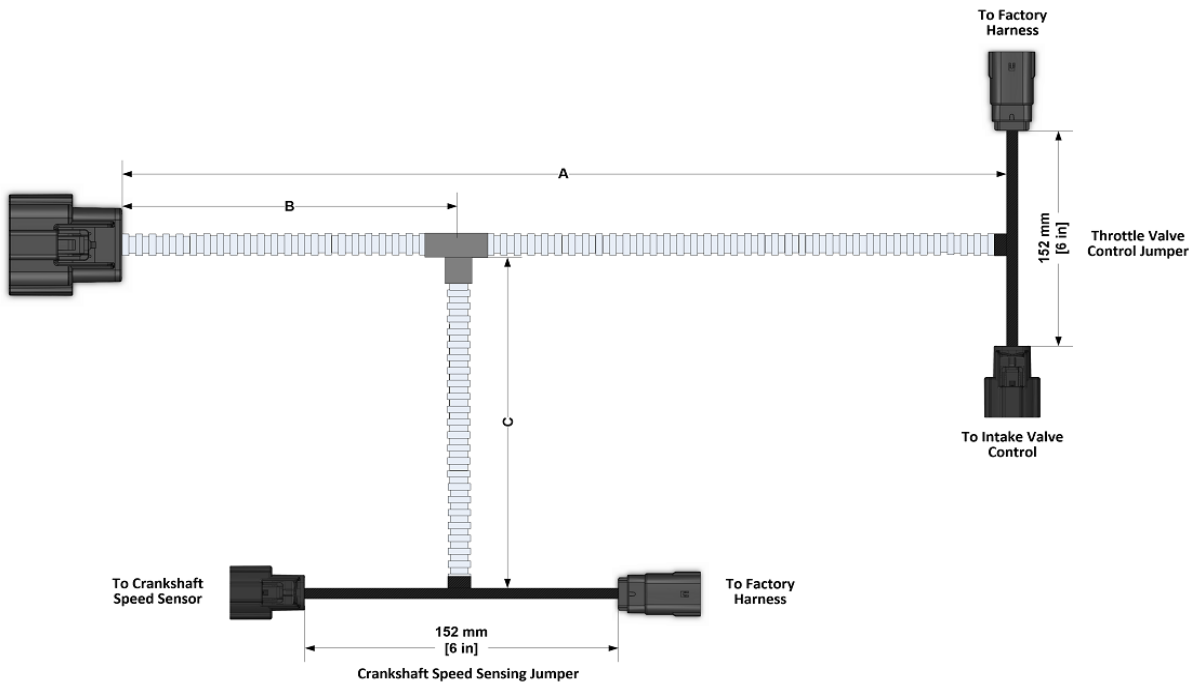 To Factory
Harness
A
B
152 mm
[6 in]
Throttle Valve
Control Jumper
C
To Intake Valve
Control
To Crankshaft
Speed Sensor
To Factory
Harness
152 mm
[6 in]
Crankshaft Speed Sensing Jumper